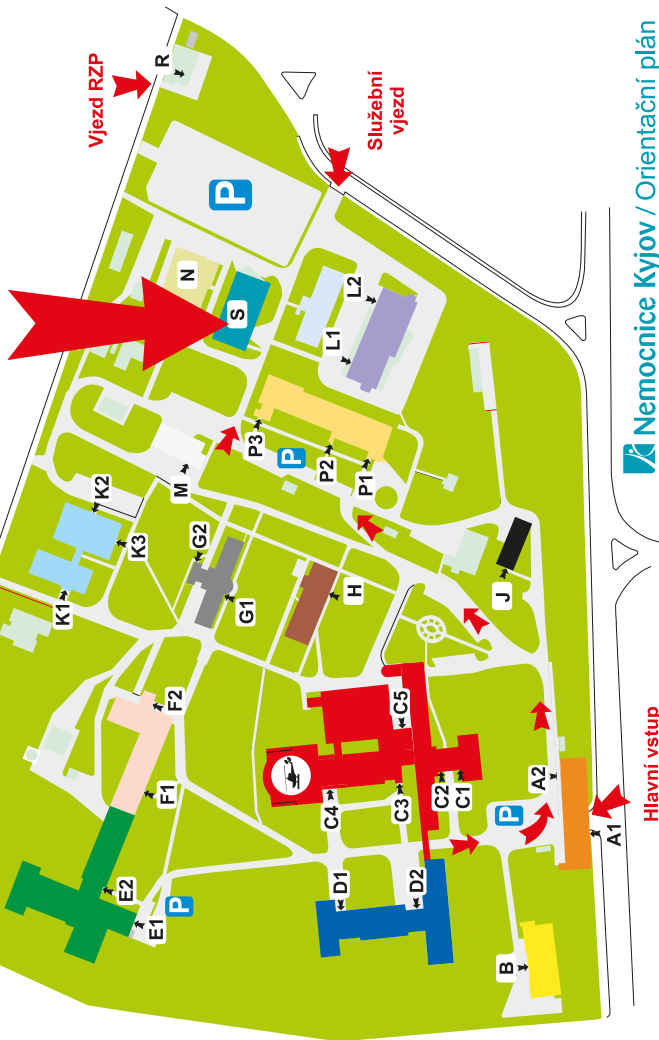 Vjezd RZP
R
P
Služební
vjezd
N
S
L2
L1
P3
P
P2
P1
M
K2
K3
K1
G2
G1
H
J
F2
F1
E2
E1
P
C5
C4
C3
C2
C1
D1
D2
P
A2
A1
B
Hlavní vstup
Nemocnice Kyjov / Orientační plán